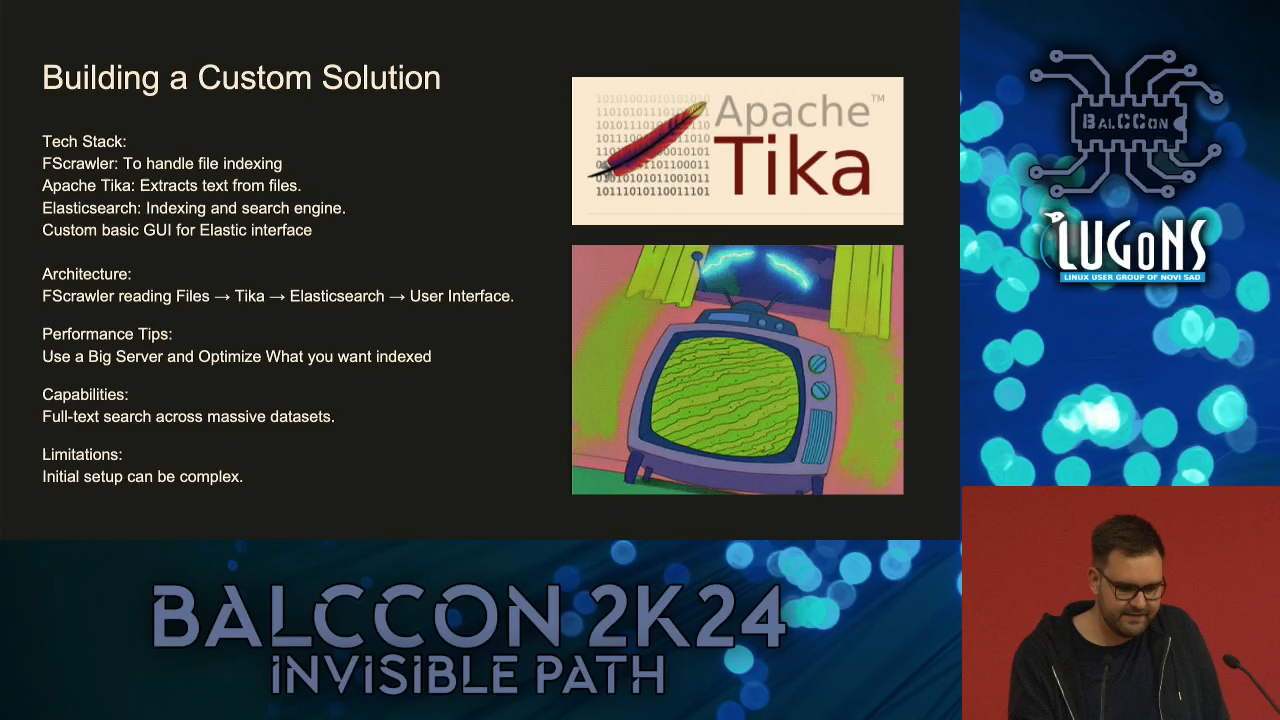 Building a Custom Solution
Tech Stack:
FScrawler: To handle file indexing
Apache Tika: Extracts text from files.
Elasticsearch: Indexing and search engine.
Custom basic GUI for Elastic interface
Architecture:
FScrawler reading Files → Tika → Elasticsearch → User Interface.
Performance Tips:
Use a Big Server and Optimize What you want indexed
Capabilities:
Full-text search across massive datasets.
Limitations:
Initial setup can be complex.
Apache™
Tika
BALCCON
LUGoNS
LINUX USER GROUP OF NOVI SAD
BALCCON 2K24
iNViSiBLE PATH